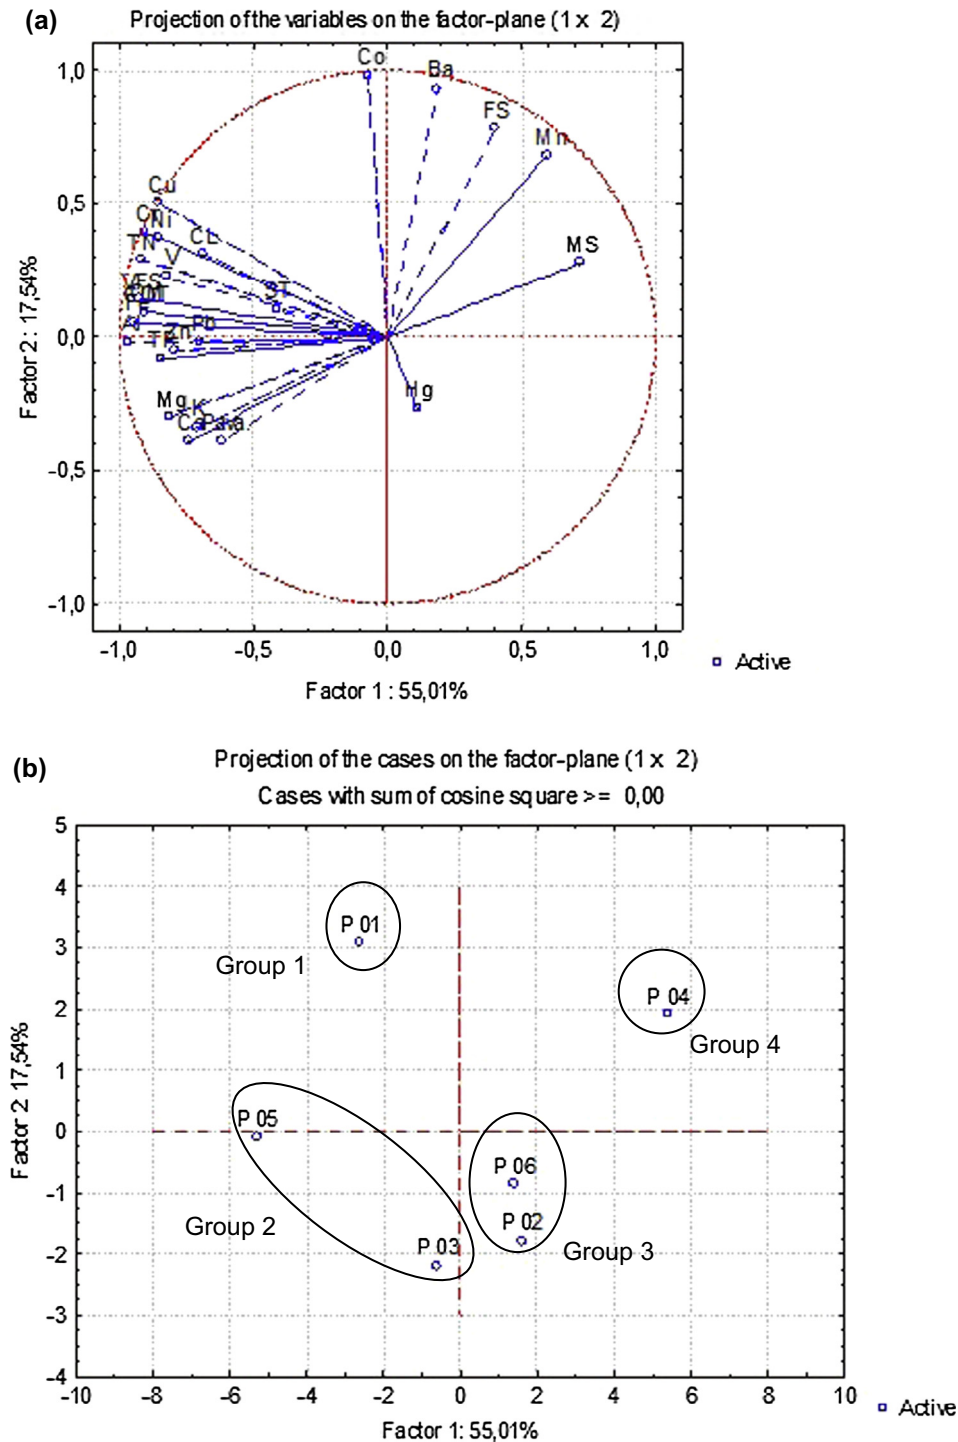 (a)
Projection of the variables on the factor-plane (1 x 2)
Co
Ba
FS
Mn
Cu
Ni
CL
TN
V
MS
ST
Pb
Zn
Hg
Mg
K
Ca
1,0
0,5
0,0
-0,5
-1,0
Factor 2 : 17,54%
-1,0
-0,5
0,0
0,5
1,0
Active
Factor 1 : 55,01%
(b)
Projection of the cases on the factor-plane (1 x 2)
Cases with sum of cosine square >= 0,00
5
4
3
2
1
0
-1
-2
-3
-4
Factor 2: 17,54%
P 01
Group 1
P 04
Group 4
P 05
P 06
Group 2
P 02
P 03
Group 3
-10
-8
-6
-4
-2
0
2
4
6
8
10
Active
Factor 1: 55,01%